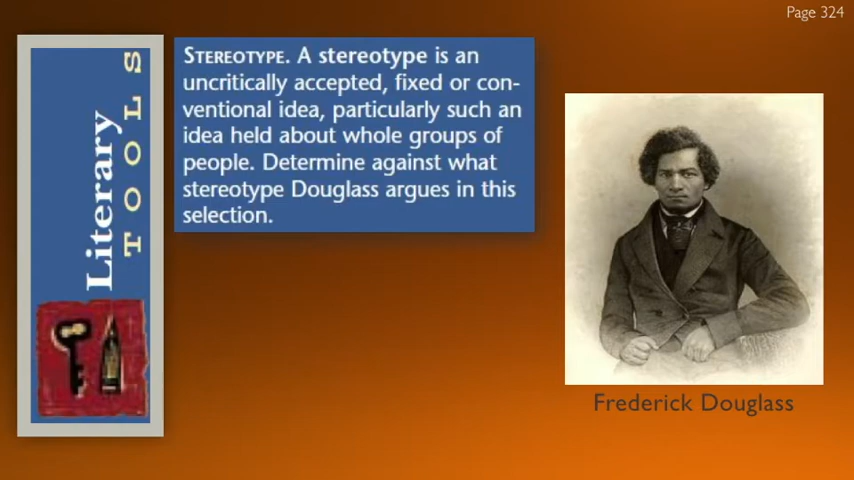 Page 324
Literary
TOOLS
STEREOTYPE. A stereotype is an
uncritically accepted, fixed or con-
ventional idea, particularly such an
idea held about whole groups of
people. Determine against what
stereotype Douglass argues in this
selection.
Frederick Douglass